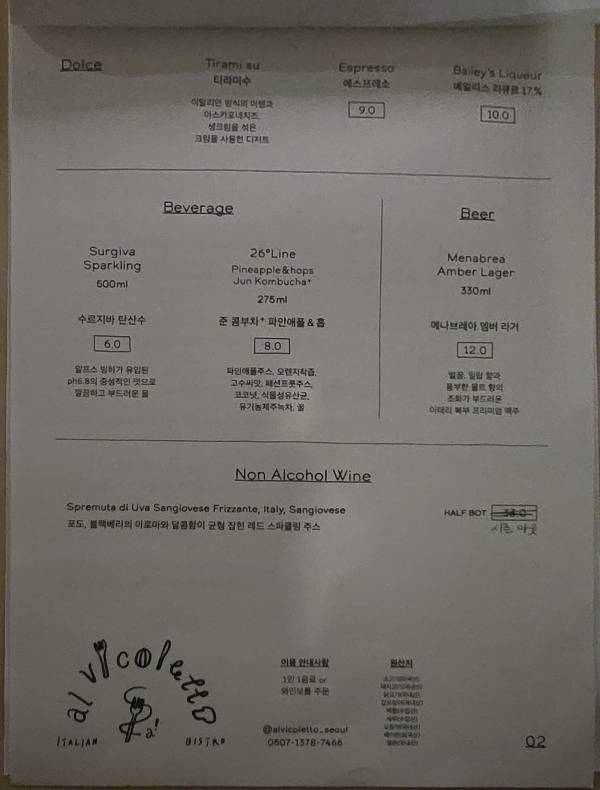 Dolce
Tirami su
티라미수
이탈리안 방식의 머랭과
마스카포네치즈,
생크림을 섞은
크림을 사용한 디저트
Espresso
에스프레소
9.0
Bailey's Liqueur
베일리스 리큐르 17%
10.0
Beverage
Surgiva
Sparkling
500ml
수르지바 탄산수
6.0
알프스 빙하가 유입된
ph6.8의 중성적인 맛으로
깔끔하고 부드러운 물
26°Line
Pineapple&hops
Jun Kombucha⁺
275ml
준 콤부차⁺ 파인애플 & 홉
8.0
파인애플주스, 오렌지착즙,
고수씨앗, 패션프룻주스,
코코넛, 식물성유산균,
유기농제주녹차, 꿀
Beer
Menabrea
Amber Lager
330ml
메나브레아 엠버 라거
12.0
벌꿀, 밀랍 향과
풍부한 몰트 향의
조화가 부드러운
이태리 북부 프리미엄 맥주
Non Alcohol Wine
Spremuta di Uva Sangiovese Frizzante, Italy, Sangiovese
포도, 블랙베리의 아로마와 달콤함이 균형 잡힌 레드 스파클링 주스
HALF BOT 38.0
시즌 아웃
al vicoletto
ITALIAN BISTRO
이용 안내사항
1인 1음료 or
와인보틀 주문
@alvicoletto_seoul
0507-1378-7466
원산지
02